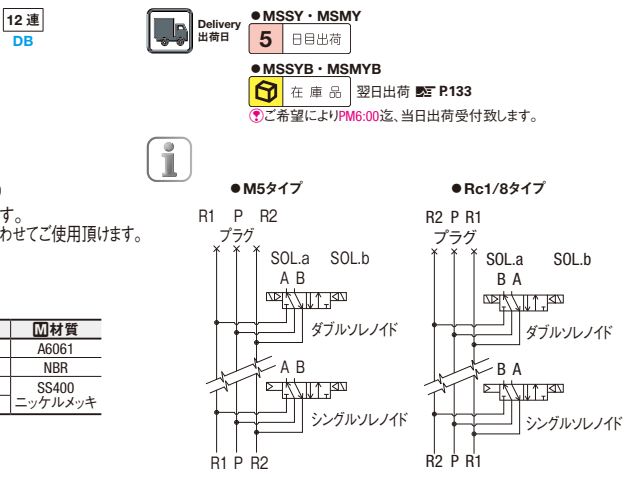 12 連
DB
Delivery
出荷日
●MSSY・MSMY
5 日目出荷
●MSSYB・MSMYB
在 庫 品 翌日出荷 P.133
ご希望によりPM6:00迄、当日出荷受付致します。
i
す。
わせてご使用頂けます。
M材質
A6061
NBR
SS400
ニッケルメッキ
●M5タイプ
R1 P R2
プラグ
SOL.a SOL.b
A B
ダブルソレノイド
A B
シングルソレノイド
R1 P R2
●Rc1/8タイプ
R2 P R1
プラグ
SOL.a SOL.b
B A
ダブルソレノイド
B A
シングルソレノイド
R2 P R1